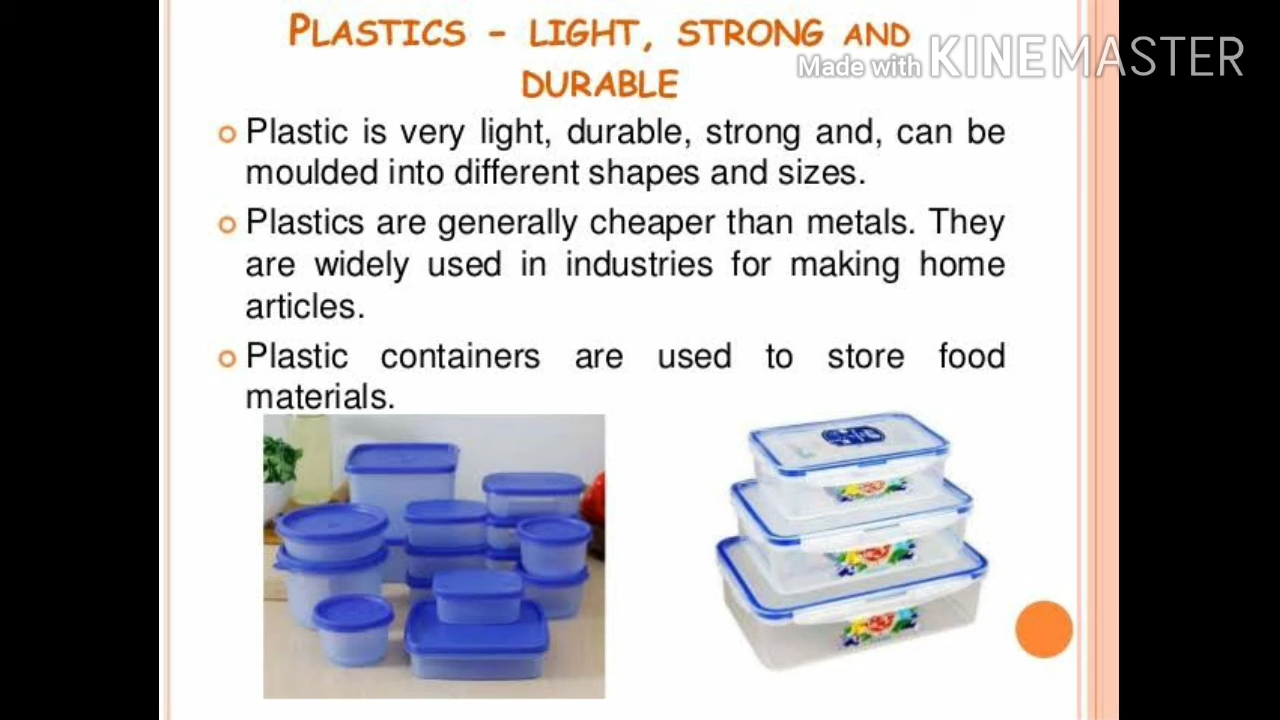 PLASTICS - LIGHT, STRONG AND
DURABLE
Made with KINEMASTER
Plastic is very light, durable, strong and, can be
moulded into different shapes and sizes.
Plastics are generally cheaper than metals. They
are widely used in industries for making home
articles.
Plastic containers are used to store food
materials.